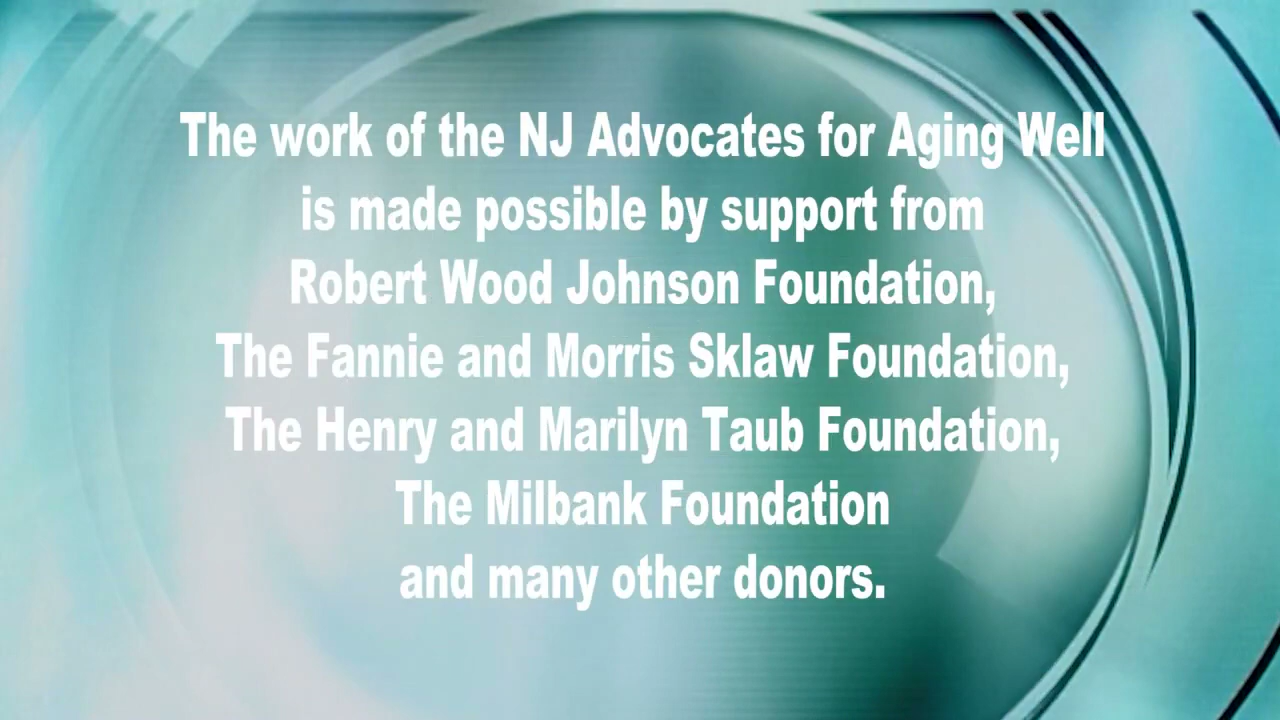 The work of the NJ Advocates for Aging Well
is made possible by support from
Robert Wood Johnson Foundation,
The Fannie and Morris Sklaw Foundation,
The Henry and Marilyn Taub Foundation,
The Milbank Foundation
and many other donors.